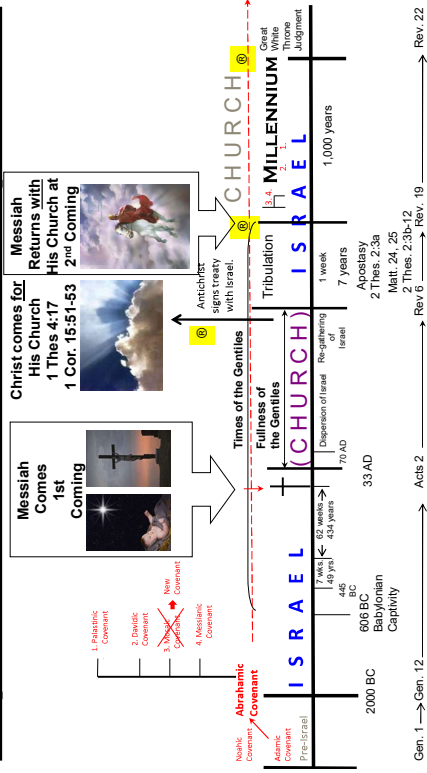 Messiah
Comes
1st
Coming
Christ comes for
His Church
1 Thes 4:17
1 Cor. 15:51-53
Messiah
Returns with
His Church at
2nd Coming
1. Palastinic
Covenant
2. Davidic
Covenant
3. Mosaic
Covenant
New
Covenant
4. Messianic
Covenant
Noahic
Covenant
Adamic
Covenant
Abrahamic
Covenant
Times of the Gentiles
Fullness of
the Gentiles
®
Antichrist
signs treaty
with Israel.
®
CHURCH
®
Great
White
Throne
Judgment
Pre-Israel
ISRAEL
(CHURCH)
Tribulation
MILLENNIUM
3. 4.
2.
1.
ISRAEL
7 wks.
49 yrs.
62 weeks
434 years
Dispersion of Israel
Re-gathering of
Israel
1 week
7 years
1,000 years
2000 BC
606 BC
Babylonian
Captivity
445
BC
33 AD
70 AD
Apostasy
2 Thes. 2:3a
Matt. 24, 25
2 Thes. 2:3b-12
Gen. 1
Gen. 12
Acts 2
Rev 6
Rev. 19
Rev. 22